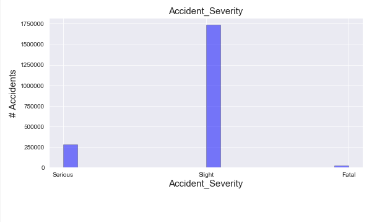 Accident_Severity
1750000
1500000
1250000
1000000
750000
500000
250000
0
# Accidents
Serious
Slight
Fatal
Accident_Severity